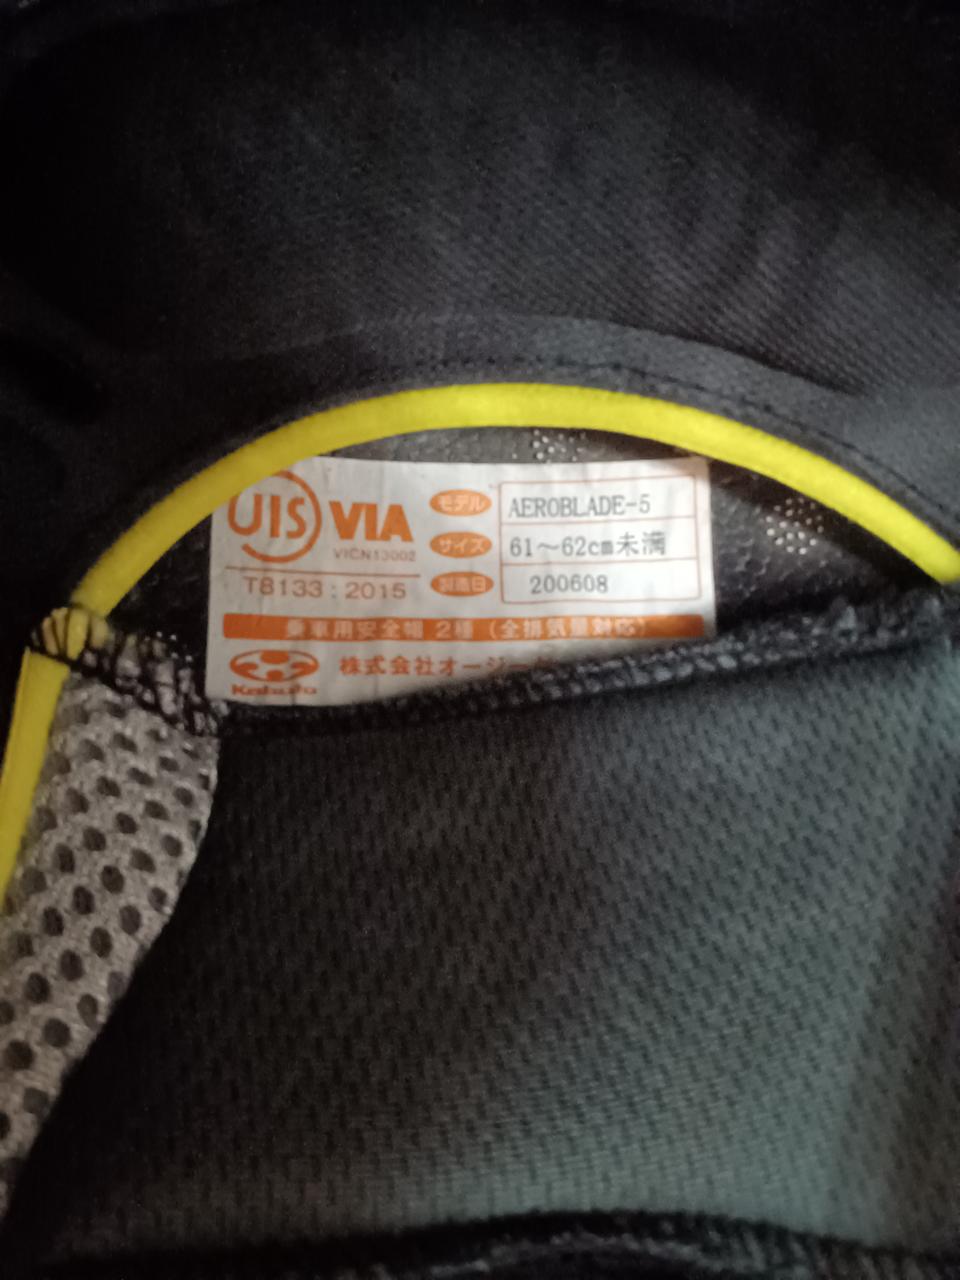 JIS VIA
VICN13002
T8133:2015
モデル AEROBLADE-5
サイズ 61～62cm未満
製造日 200608
乗車用安全帽 2種 (全排気量対応)
Kabuto
株式会社オージー